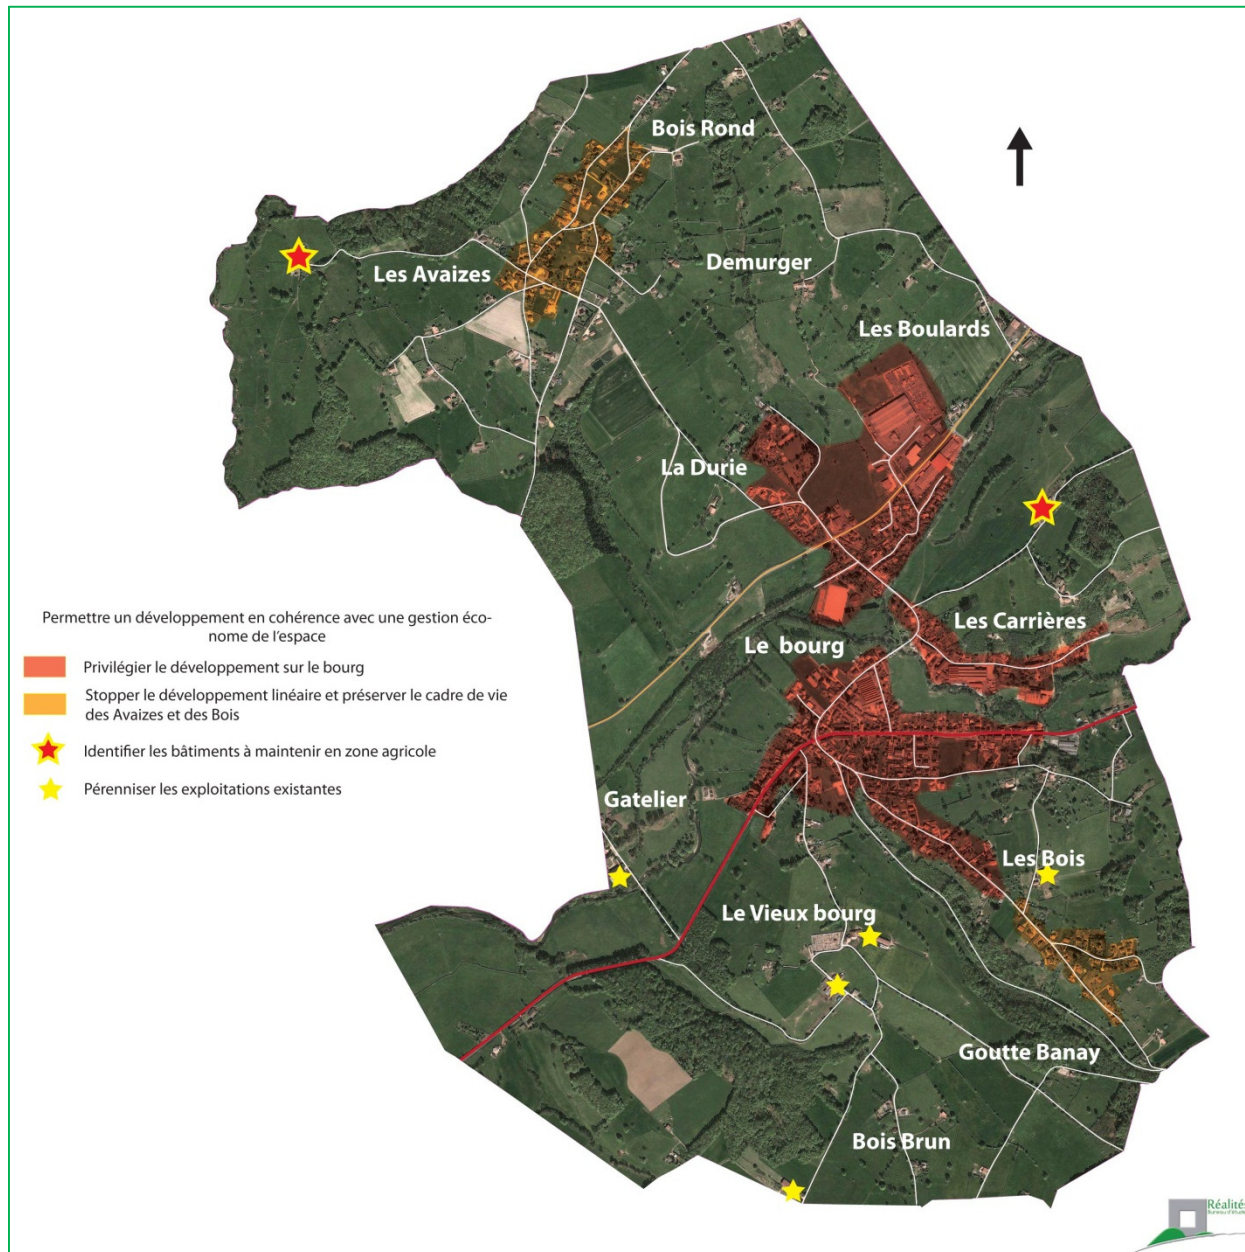 Bois Rond
Les Avaizes
Demurger
Les Boulards
La Durie
Les Carrières
Le bourg
Permettre un développement en cohérence avec une gestion éco-
nome de l'espace
Privilégier le développement sur le bourg
Stopper le développement linéaire et préserver le cadre de vie
des Avaizes et des Bois
Identifier les bâtiments à maintenir en zone agricole
Pérenniser les exploitations existantes
Gatelier
Les Bois
Le Vieux bourg
Goutte Banay
Bois Brun
Réalités
Bureau d'études